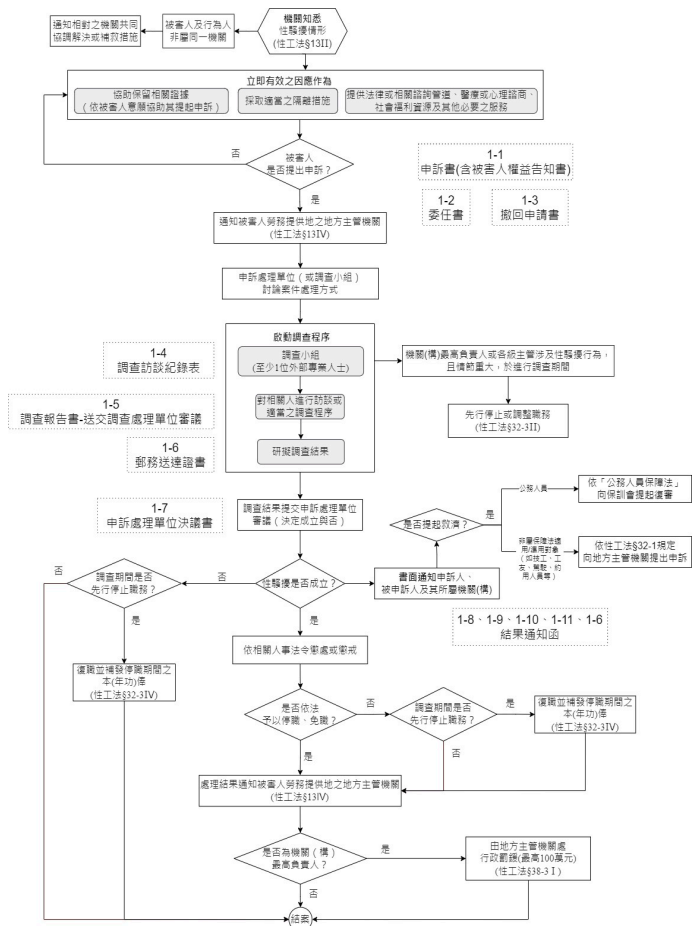 機關知悉
性騷擾情形
(性工法§13II)
被害人及行為人
非屬同一機關
通知相對之機關共同
協調解決或補救措施
立即有效之因應作為
協助保留相關證據
（依被害人意願協助其提起申訴）
採取適當之隔離措施
提供法律或相關諮詢管道、醫療或心理諮商、
社會福利資源及其他必要之服務
否
被害人
是否提出申訴？
是
1-1
申訴書(含被害人權益告知書)
1-2
委任書
1-3
撤回申請書
通知被害人勞務提供地之地方主管機關
(性工法§13IV)
申訴處理單位（或調查小組）
討論案件處理方式
啟動調查程序
調查小組
(至少1位外部專業人士)
對相關人進行訪談或
適當之調查程序
研擬調查結果
機關(構)最高負責人或各級主管涉及性騷擾行為，
且情節重大，於進行調查期間
先行停止或調整職務
(性工法§32-3II)
1-4
調查訪談紀錄表
1-5
調查報告書-送交調查處理單位審議
1-6
郵務送達證書
1-7
申訴處理單位決議書
調查結果提交申訴處理單位
審議（決定成立與否）
是否提起救濟？
是
公務人員
依「公務人員保障法」
向保訓會提起復審
非屬保障法適
用/準用對象
（如技工、工
友、駕駛、約
用人員等）
依性工法§32-1規定
向地方主管機關提出申訴
否
調查期間是否
先行停止職務？
否
性騷擾是否成立？
書面通知申訴人、
被申訴人及其所屬機關(構)
是
是
1-8、1-9、1-10、1-11、1-6
結果通知函
依相關人事法令懲處或懲戒
復職並補發停職期間之
本(年功)俸
(性工法§32-3IV)
是否依法
予以停職、免職？
否
調查期間是否
先行停止職務？
是
復職並補發停職期間之
本(年功)俸
(性工法§32-3IV)
是
否
處理結果通知被害人勞務提供地之地方主管機關
(性工法§13IV)
是否為機關（構）
最高負責人？
是
由地方主管機關處
行政罰鍰(最高100萬元)
(性工法§38-3 I )
否
結案